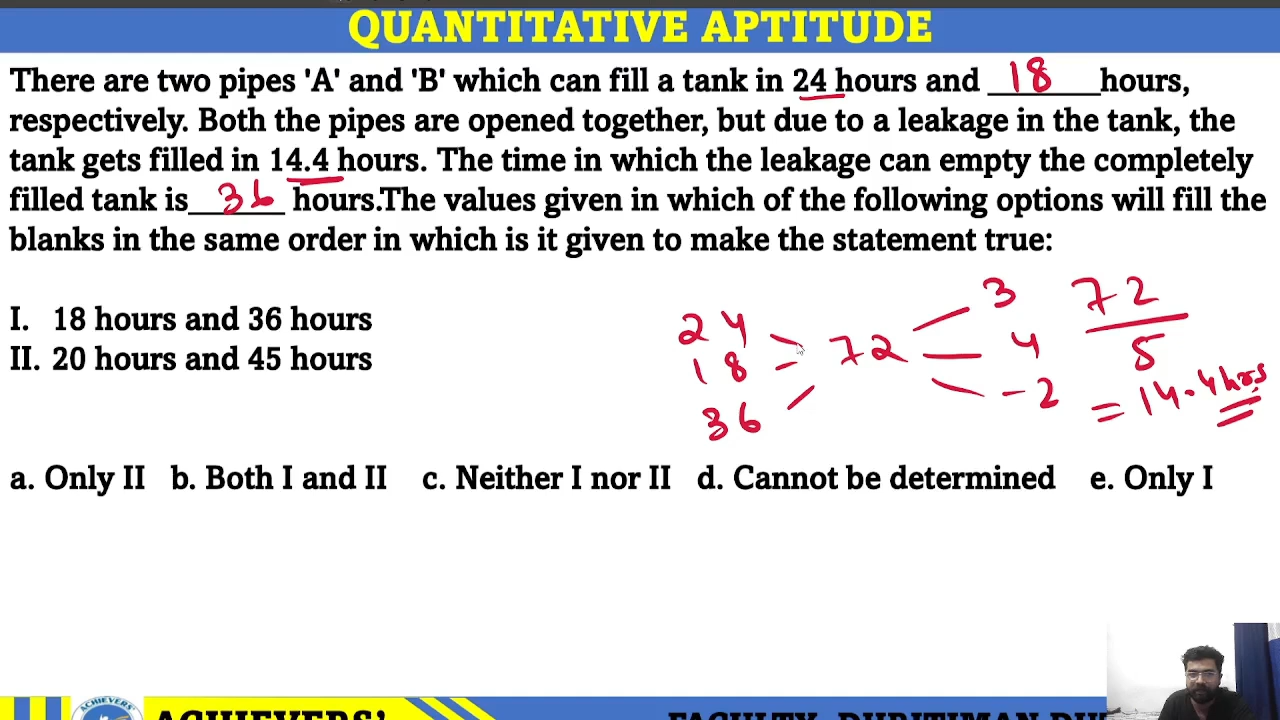 QUANTITATIVE APTITUDE
There are two pipes 'A' and 'B' which can fill a tank in 24 hours and 18 hours,
respectively. Both the pipes are opened together, but due to a leakage in the tank, the
tank gets filled in 14.4 hours. The time in which the leakage can empty the completely
filled tank is 36 hours.The values given in which of the following options will fill the
blanks in the same order in which is it given to make the statement true:
I. 18 hours and 36 hours
II. 20 hours and 45 hours
24
18
36
72
3
4
-2
72
5
= 14.4 hrs
a. Only II b. Both I and II c. Neither I nor II d. Cannot be determined e. Only I
ACHIEVERS'
ACHIEVERS'
FACULTY